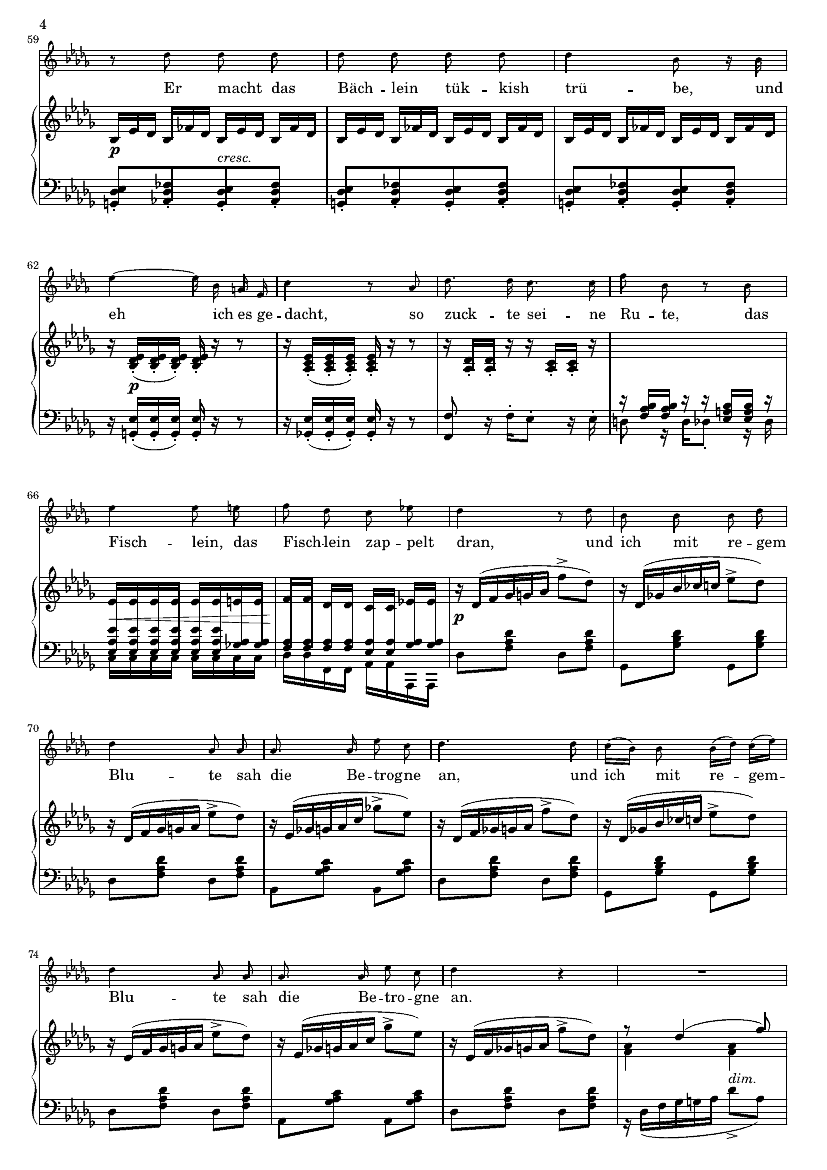 4
59
Er macht das Bäch - lein tük - kish trü - be, und
p
cresc.
62
eh ich es ge - dacht, so zuck - te sei - ne Ru - te, das
p
66
Fisch - lein, das Fisch - lein zap - pelt dran, und ich mit re - gem
p
70
Blu - te sah die Be - trogne an, und ich mit re - gem -
74
Blu - te sah die Be - tro - gne an.
dim.